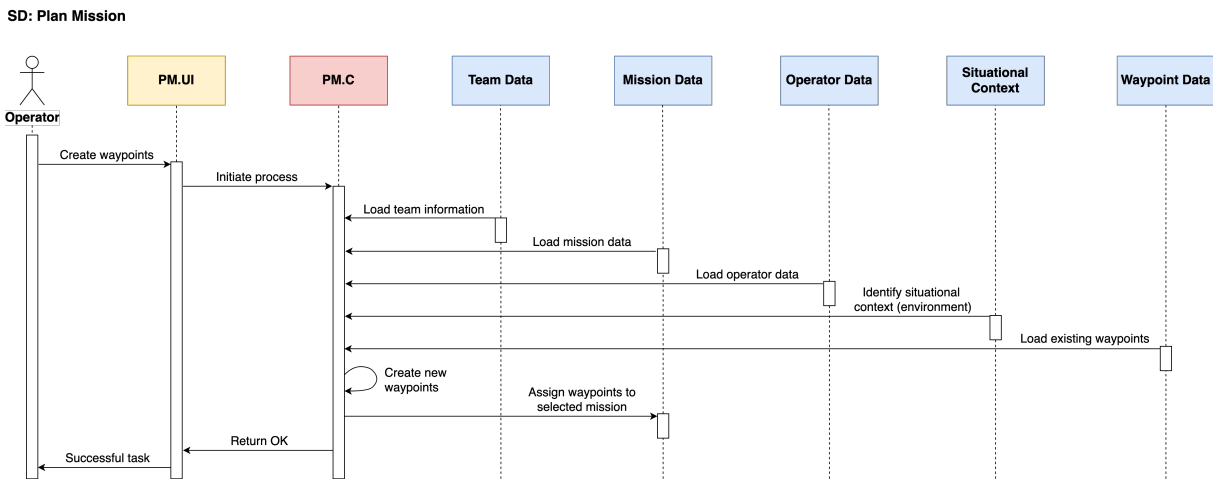 SD: Plan Mission
Operator
PM.UI
PM.C
Team Data
Mission Data
Operator Data
Situational
Context
Waypoint Data
Create waypoints
Initiate process
Load team information
Load mission data
Load operator data
Identify situational
context (environment)
Load existing waypoints
Create new
waypoints
Assign waypoints to
selected mission
Return OK
Successful task